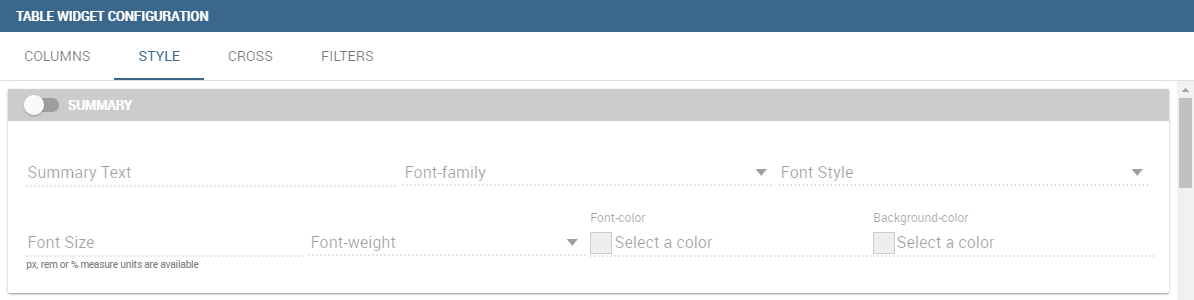 TABLE WIDGET CONFIGURATION
COLUMNS STYLE CROSS FILTERS
SUMMARY
Summary Text Font-family Font Style
Font-color Background-color
Font Size Font-weight Select a color Select a color
px, rem or % measure units are available